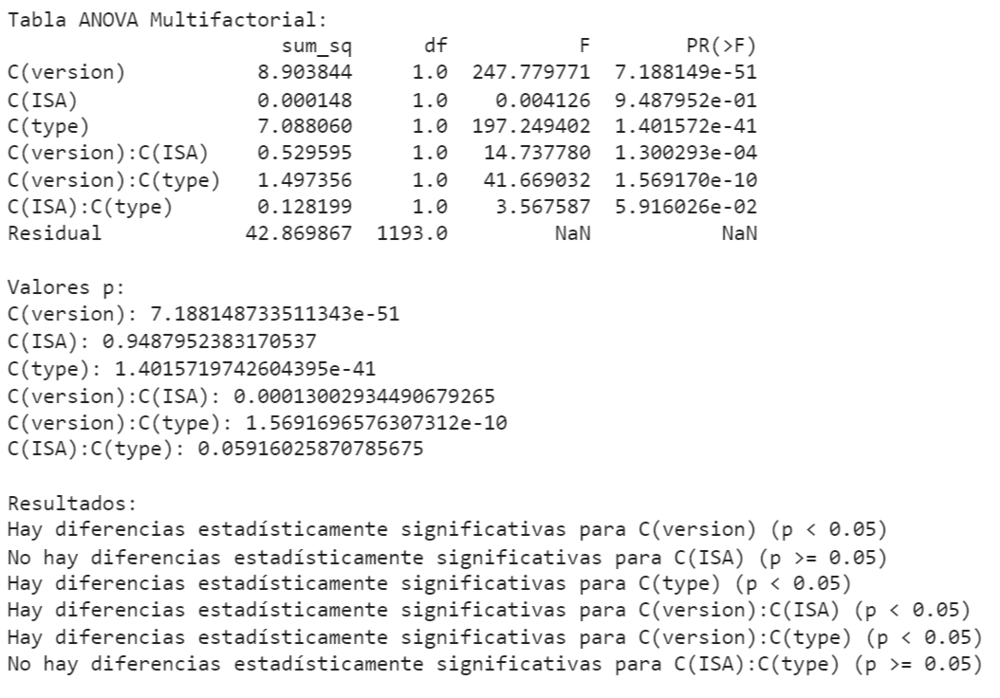 Tabla ANOVA Multifactorial:
sum_sq df F PR(>F)
C(version) 8.903844 1.0 247.779771 7.188149e-51
C(ISA) 0.000148 1.0 0.004126 9.487952e-01
C(type) 7.088060 1.0 197.249402 1.401572e-41
C(version):C(ISA) 0.529595 1.0 14.737780 1.300293e-04
C(version):C(type) 1.497356 1.0 41.669032 1.569170e-10
C(ISA):C(type) 0.128199 1.0 3.567587 5.916026e-02
Residual 42.869867 1193.0 NaN NaN
Valores p:
C(version): 7.188148733511343e-51
C(ISA): 0.9487952383170537
C(type): 1.4015719742604395e-41
C(version):C(ISA): 0.00013002934490679265
C(version):C(type): 1.5691696576307312e-10
C(ISA):C(type): 0.05916025870785675
Resultados:
Hay diferencias estadísticamente significativas para C(version) (p < 0.05)
No hay diferencias estadísticamente significativas para C(ISA) (p >= 0.05)
Hay diferencias estadísticamente significativas para C(type) (p < 0.05)
Hay diferencias estadísticamente significativas para C(version):C(ISA) (p < 0.05)
Hay diferencias estadísticamente significativas para C(version):C(type) (p < 0.05)
No hay diferencias estadísticamente significativas para C(ISA):C(type) (p >= 0.05)